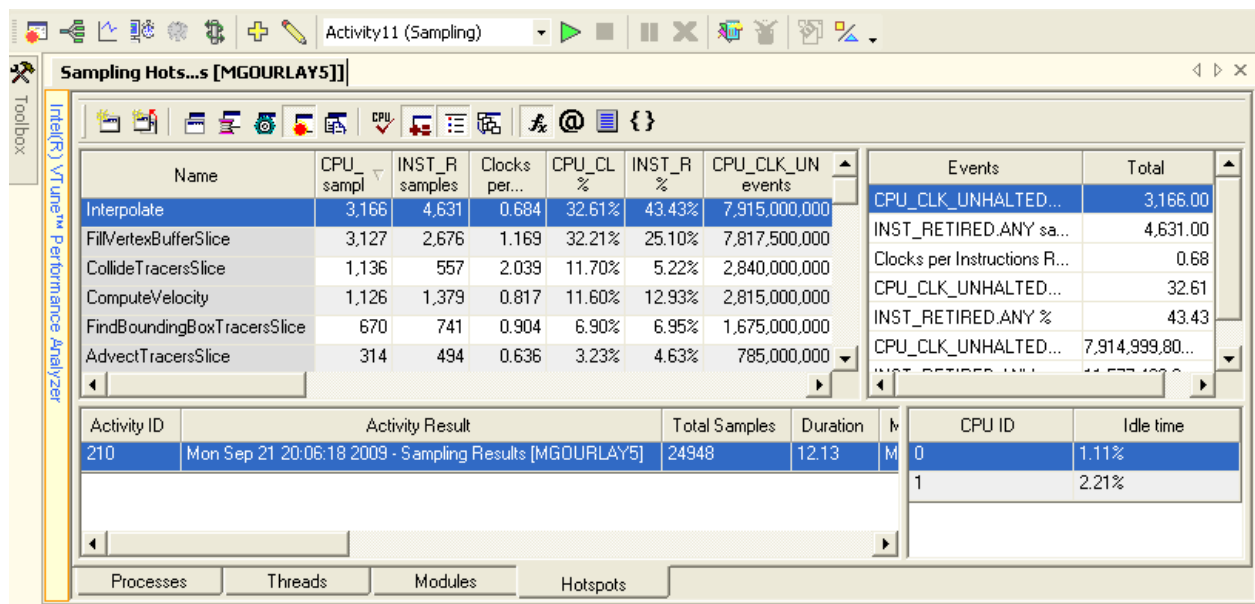 Activity11 (Sampling)
Sampling Hots...s [MGOURLAY5]]
Toolbox
Intel(R) VTune™ Performance Analyzer
CPU
fx @ {}
Name CPU_ sampl INST_R samples Clocks per... CPU_CL % INST_R % CPU_CLK_UN events
Interpolate 3,166 4,631 0.684 32.61% 43.43% 7,915,000,000
FillVertexBufferSlice 3,127 2,676 1.169 32.21% 25.10% 7,817,500,000
CollideTracersSlice 1,136 557 2.039 11.70% 5.22% 2,840,000,000
ComputeVelocity 1,126 1,379 0.817 11.60% 12.93% 2,815,000,000
FindBoundingBoxTracersSlice 670 741 0.904 6.90% 6.95% 1,675,000,000
AdvectTracersSlice 314 494 0.636 3.23% 4.63% 785,000,000
Events Total
CPU_CLK_UNHALTED... 3,166.00
INST_RETIRED.ANY sa... 4,631.00
Clocks per Instructions R... 0.68
CPU_CLK_UNHALTED... 32.61
INST_RETIRED.ANY % 43.43
CPU_CLK_UNHALTED... 7,914,999,80...
Activity ID Activity Result Total Samples Duration
210 Mon Sep 21 20:06:18 2009 - Sampling Results [MGOURLAY5] 24948 12.13 M
CPU ID Idle time
0 1.11%
1 2.21%
Processes Threads Modules Hotspots